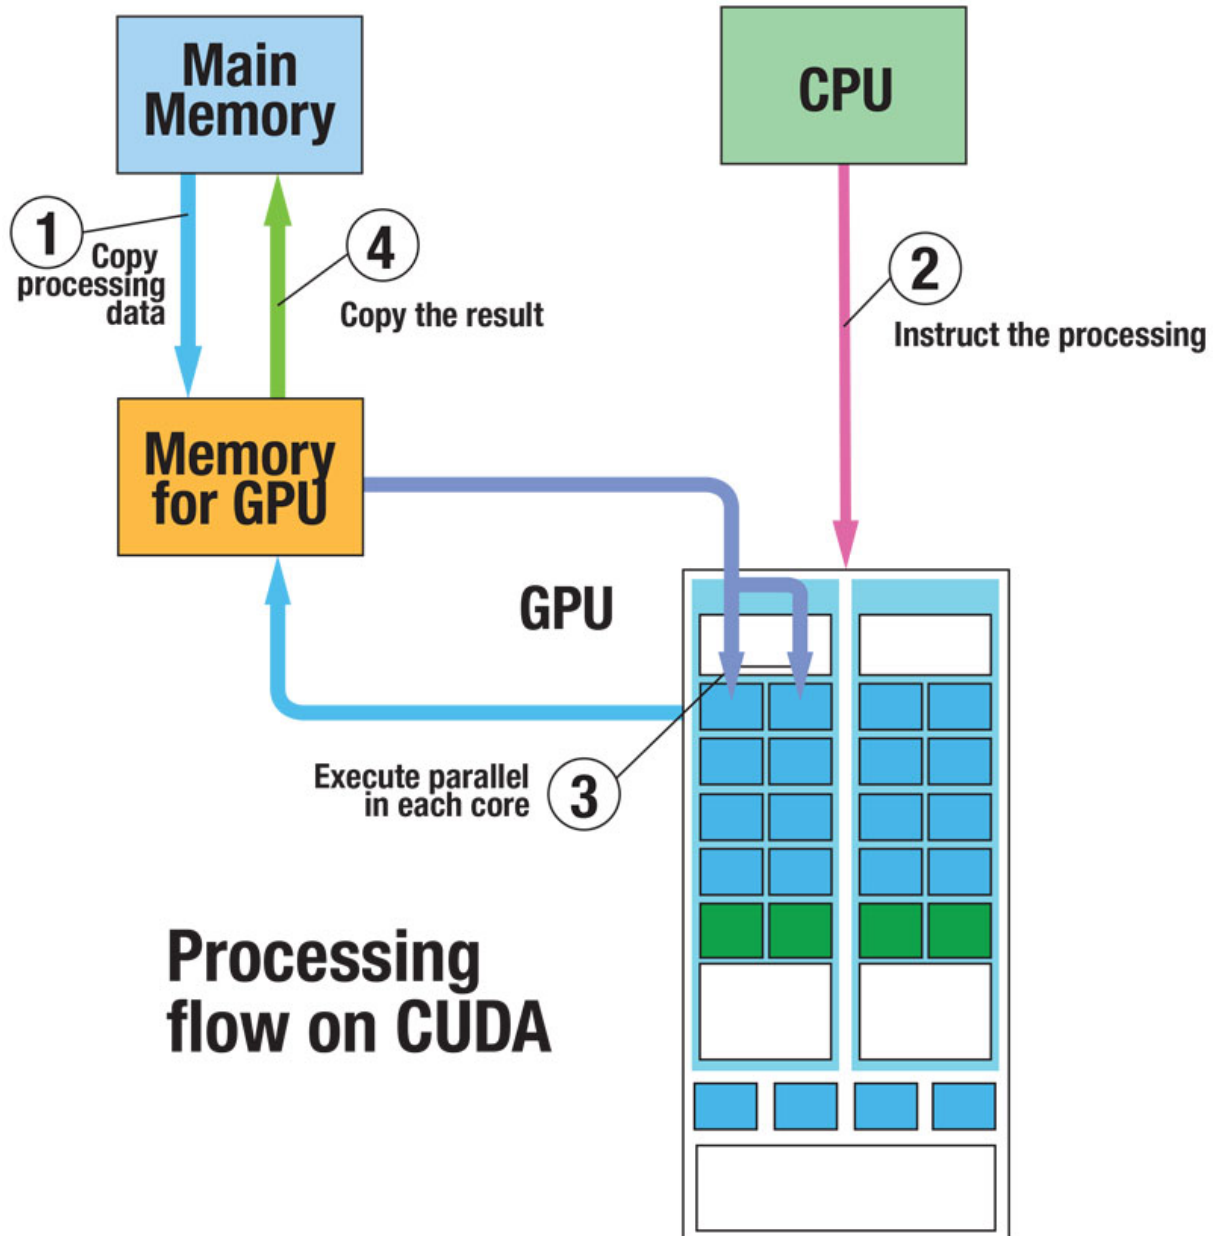 Main
Memory
CPU
1
Copy
processing
data
4
Copy the result
2
Instruct the processing
Memory
for GPU
GPU
Execute parallel
in each core
3
Processing
flow on CUDA